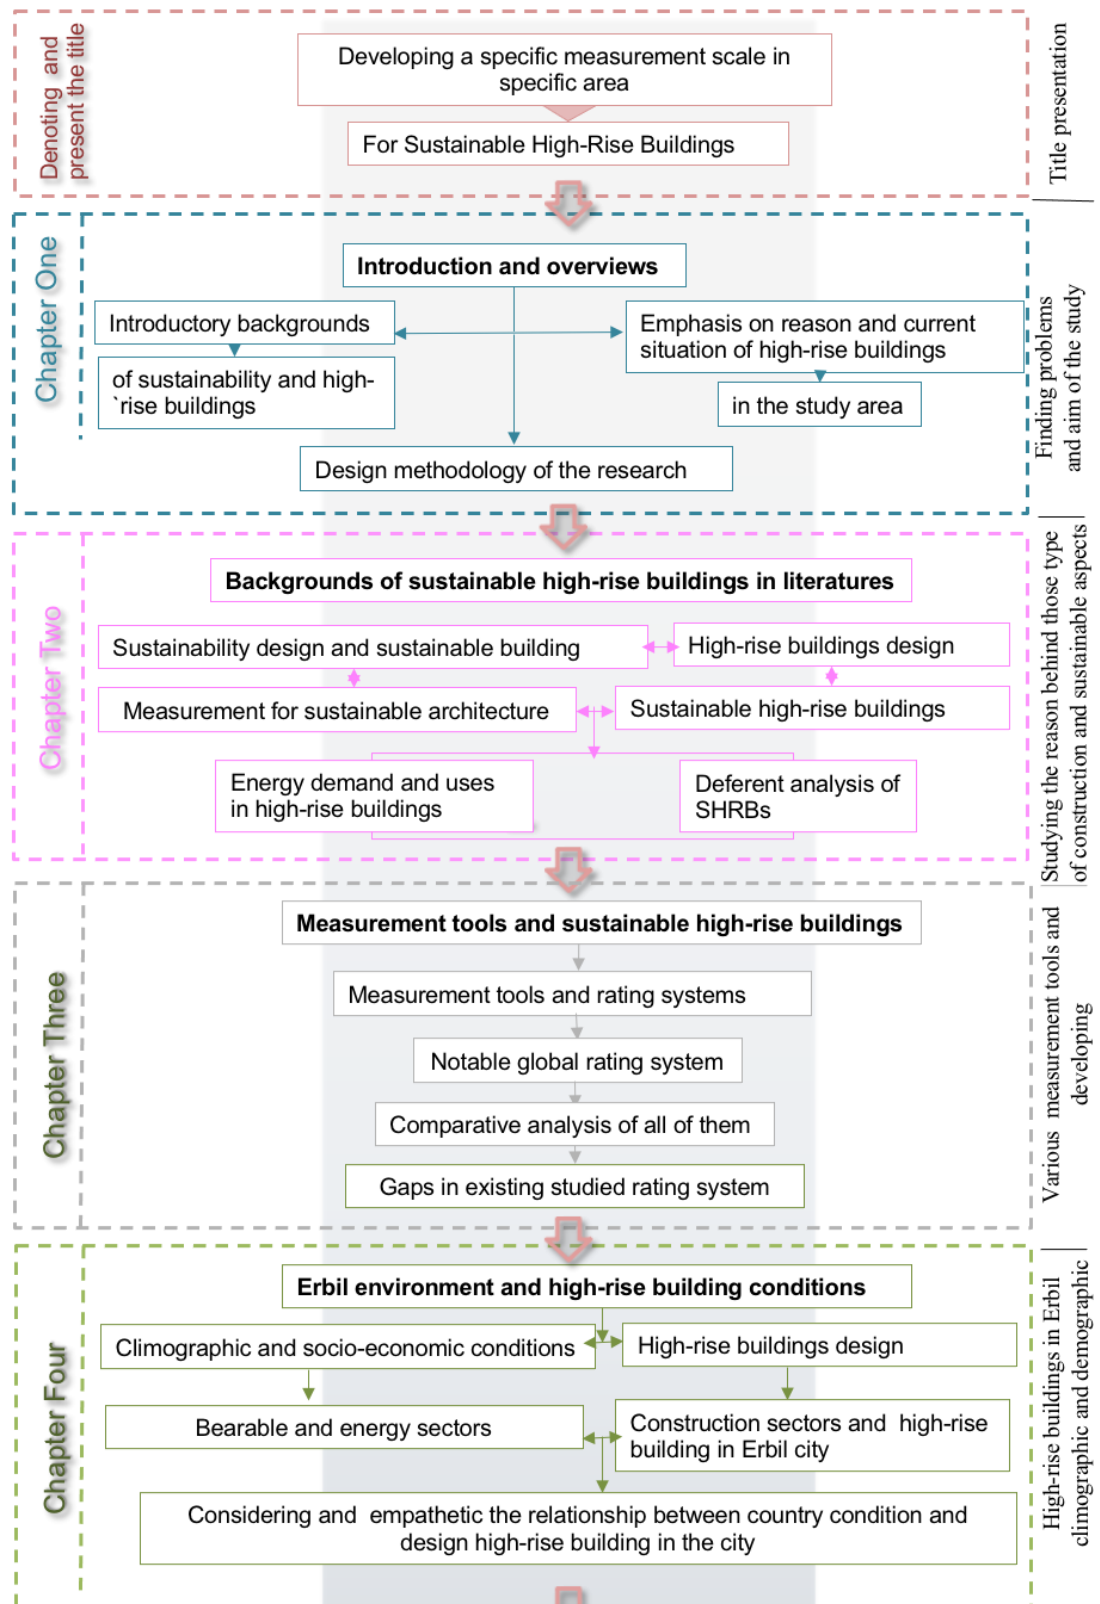 Denoting and
present the title
Developing a specific measurement scale in
specific area
For Sustainable High-Rise Buildings
Title presentation
Chapter One
Introduction and overviews
Introductory backgrounds
of sustainability and high-
`rise buildings
Emphasis on reason and current
situation of high-rise buildings
in the study area
Design methodology of the research
Finding problems
and aim of the study
Chapter Two
Backgrounds of sustainable high-rise buildings in literatures
Sustainability design and sustainable building
High-rise buildings design
Measurement for sustainable architecture
Sustainable high-rise buildings
Energy demand and uses
in high-rise buildings
Deferent analysis of
SHRBs
Studying the reason behind those type
of construction and sustainable aspects
Chapter Three
Measurement tools and sustainable high-rise buildings
Measurement tools and rating systems
Notable global rating system
Comparative analysis of all of them
Gaps in existing studied rating system
Various measurement tools and
developing
Chapter Four
Erbil environment and high-rise building conditions
Climographic and socio-economic conditions
High-rise buildings design
Bearable and energy sectors
Construction sectors and high-rise
building in Erbil city
Considering and empathetic the relationship between country condition and
design high-rise building in the city
High-rise buildings in Erbil
climographic and demographic